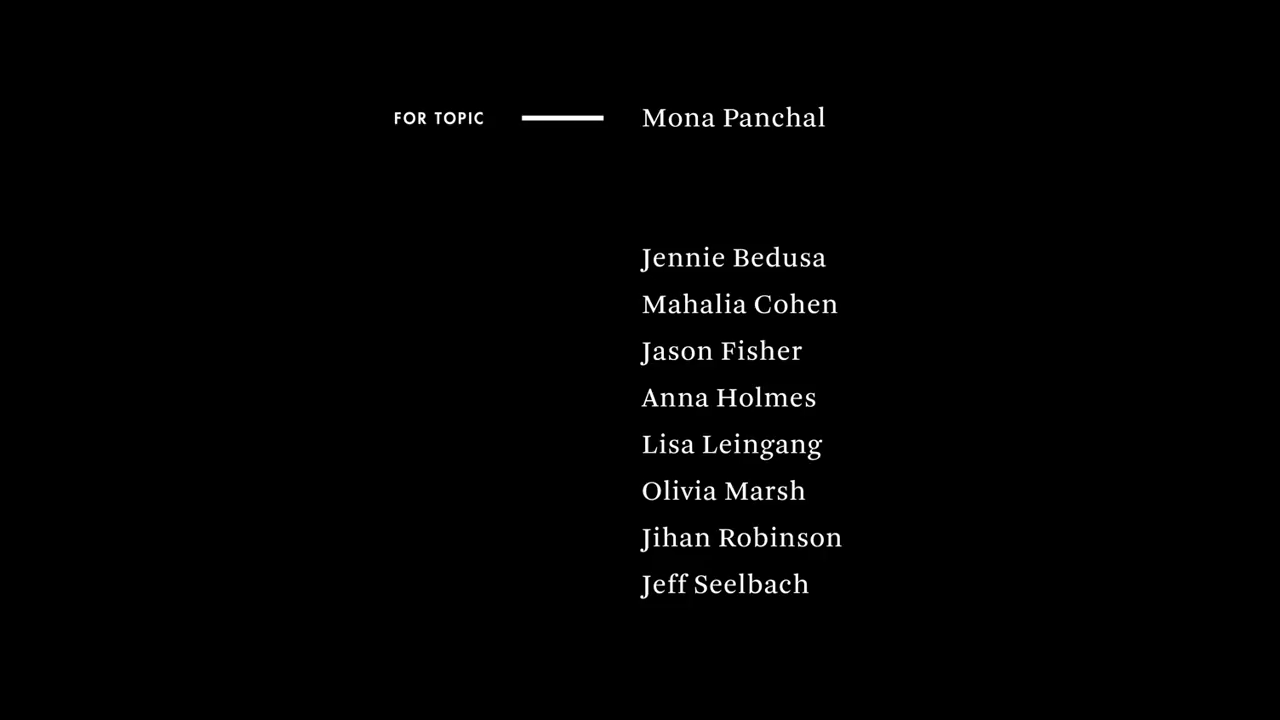 FOR TOPIC Mona Panchal
Jennie Bedusa
Mahalia Cohen
Jason Fisher
Anna Holmes
Lisa Leingang
Olivia Marsh
Jihan Robinson
Jeff Seelbach